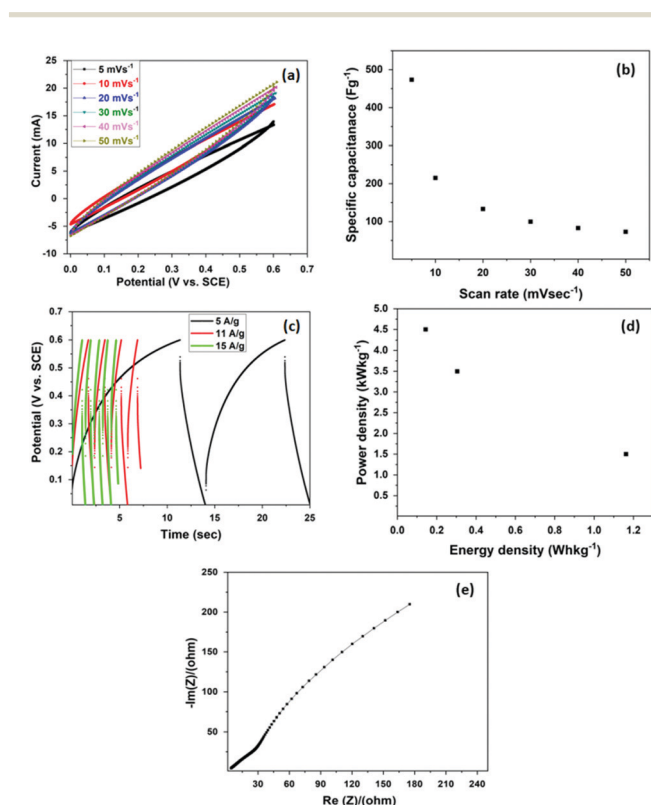 (a)
5 mVs-1
10 mVs-1
20 mVs-1
30 mVs-1
40 mVs-1
50 mVs-1
Current (mA)
25
20
15
10
5
0
-5
-10
0.0 0.1 0.2 0.3 0.4 0.5 0.6 0.7
Potential (V vs. SCE)
(b)
Specific capacitanace (Fg-1)
500
400
300
200
100
10 20 30 40 50
Scan rate (mVsec-1)
(c)
5 A/g
11 A/g
15 A/g
Potential (V vs. SCE)
0.7
0.6
0.5
0.4
0.3
0.2
0.1
5 10 15 20 25
Time (sec)
(d)
Power density (kWkg-1)
5.0
4.5
4.0
3.5
3.0
2.5
2.0
1.5
1.0
0.5
0.0 0.2 0.4 0.6 0.8 1.0 1.2
Energy density (Whkg-1)
(e)
-Im(Z)/(ohm)
-250
200
150
100
50
30 60 90 120 150 180 210 240
Re (Z)/(ohm)